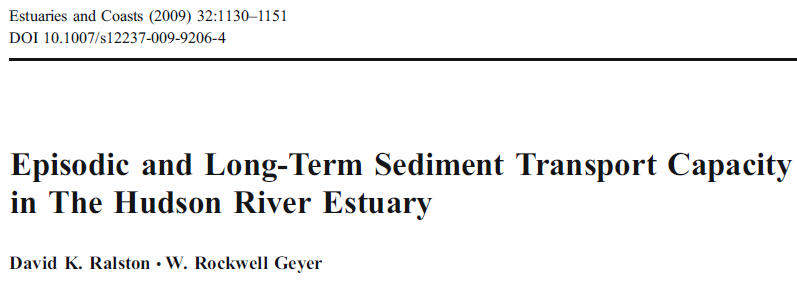 Estuaries and Coasts (2009) 32:1130–1151
DOI 10.1007/s12237-009-9206-4
Episodic and Long-Term Sediment Transport Capacity
in The Hudson River Estuary
David K. Ralston · W. Rockwell Geyer